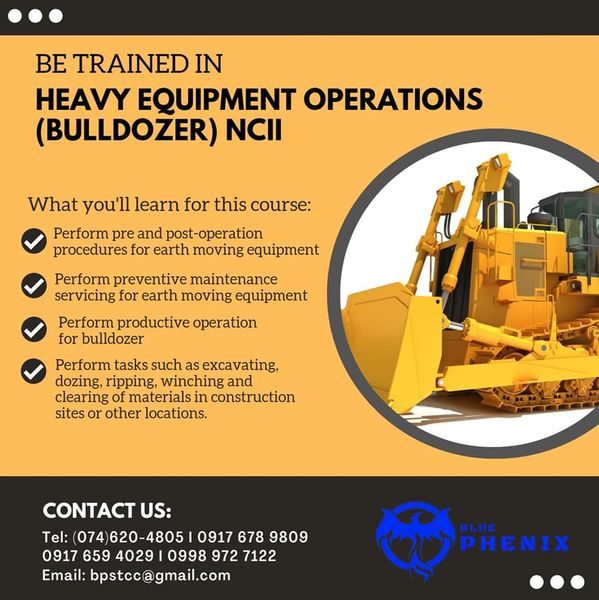 BE TRAINED IN
HEAVY EQUIPMENT OPERATIONS
(BULLDOZER) NCII
What you'll learn for this course:
Perform pre and post-operation
procedures for earth moving equipment
Perform preventive maintenance
servicing for earth moving equipment
Perform productive operation
for bulldozer
Perform tasks such as excavating,
dozing, ripping, winching and
clearing of materials in construction
sites or other locations.
CONTACT US:
Tel: (074)620-4805 I 0917 678 9809
0917 659 4029 I 0998 972 7122
Email: bpstcc@gmail.com
BLUE
PHENIX